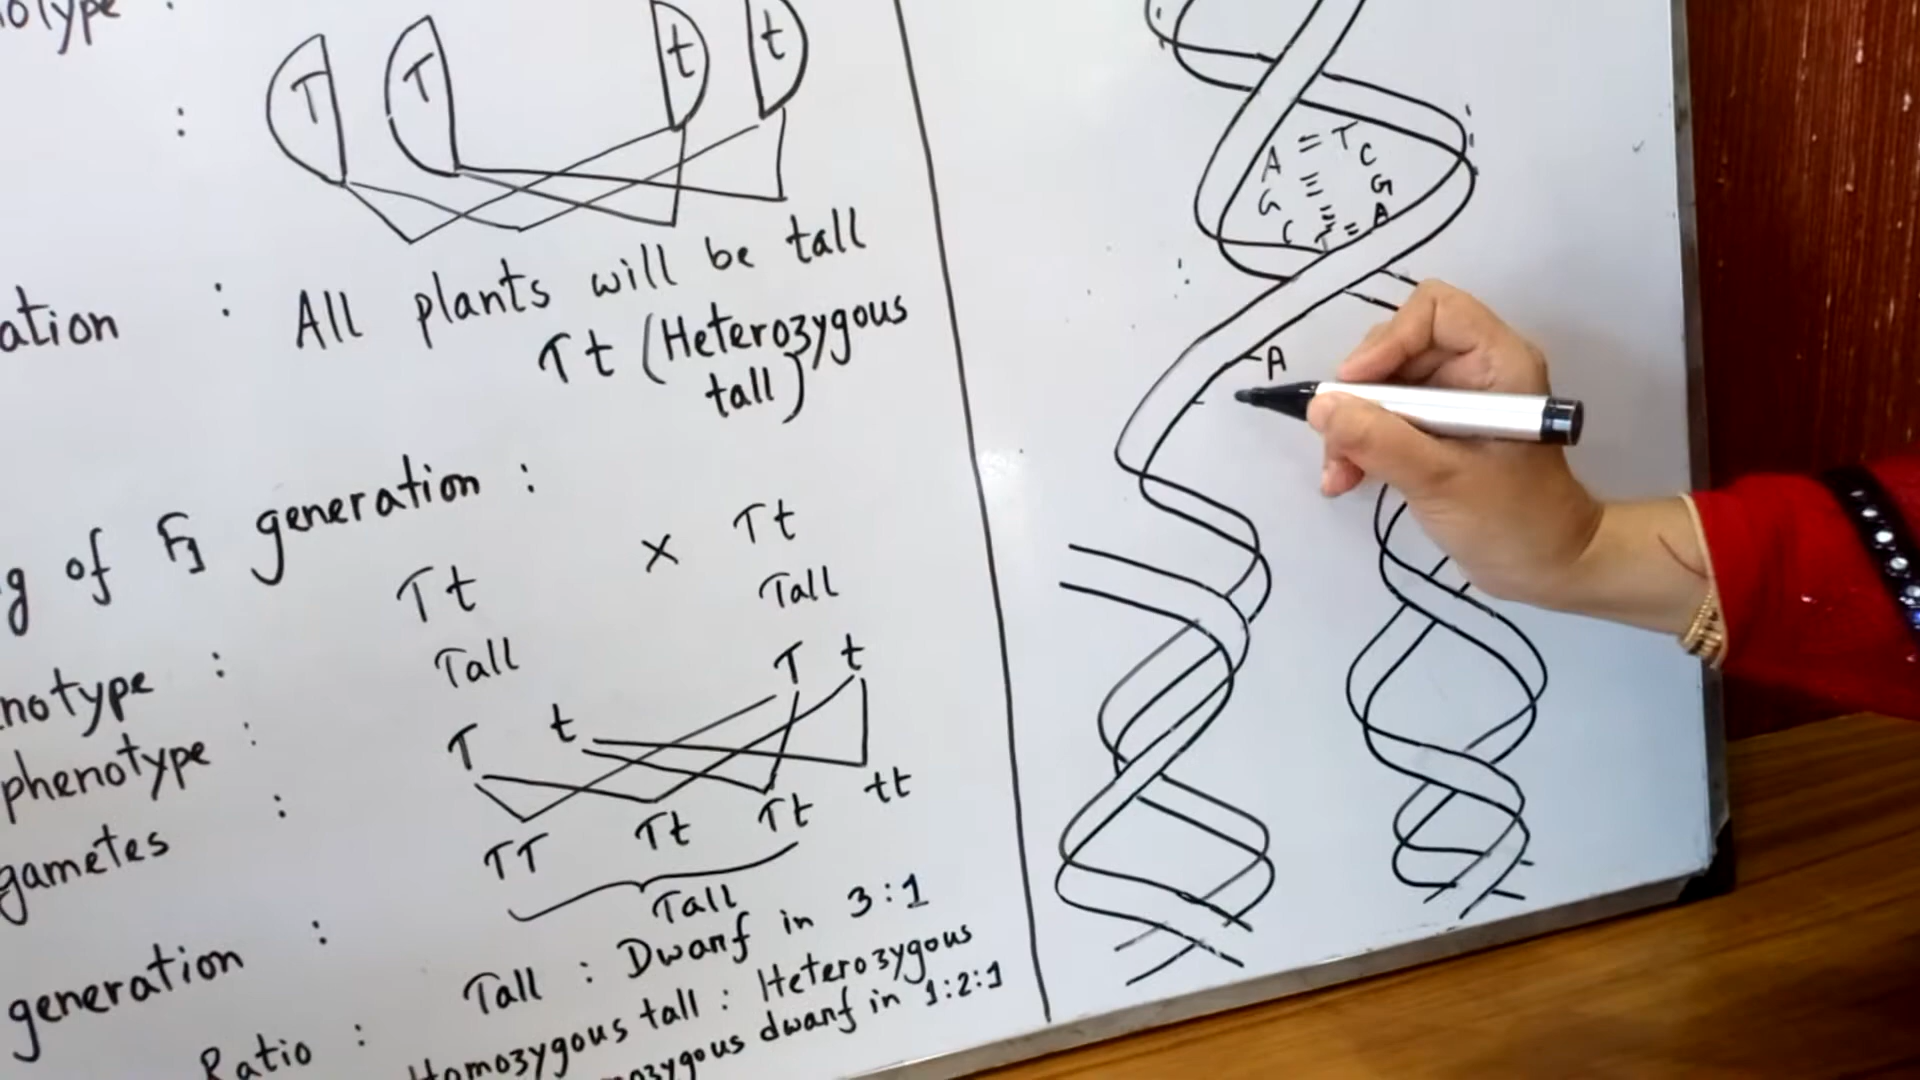 T T t t
ation : All plants will be tall
Tt (Heterozygous
tall)
g of F1 generation :
Tt x Tt
notype : Tall Tall
phenotype : T t T t
gametes : TT Tt Tt tt
Tall
generation : Tall : Dwarf in 3:1
Ratio : Homozygous tall : Heterozygous
ozygous dwarf in 1:2:1
A = T
G ≡ C
C ≡ G
T = A
A